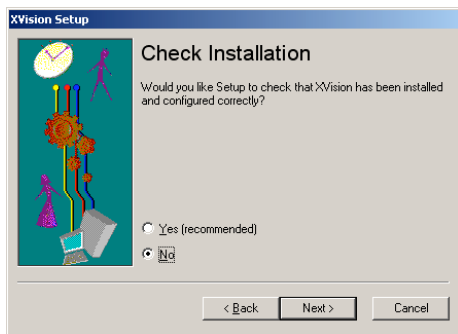 XVision Setup
Check Installation
Would you like Setup to check that XVision has been installed
and configured correctly?
Yes (recommended)
No
< Back
Next >
Cancel